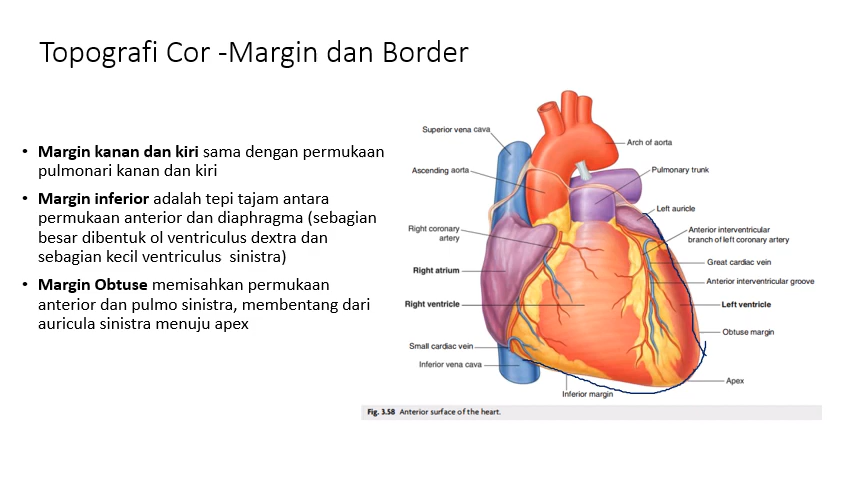 Topografi Cor -Margin dan Border
• Margin kanan dan kiri sama dengan permukaan
pulmonari kanan dan kiri
• Margin inferior adalah tepi tajam antara
permukaan anterior dan diaphragma (sebagian
besar dibentuk ol ventriculus dextra dan
sebagian kecil ventriculus sinistra)
• Margin Obtuse memisahkan permukaan
anterior dan pulmo sinistra, membentang dari
auricula sinistra menuju apex
Superior vena cava
Ascending aorta
Right coronary
artery
Right atrium
Right ventricle
Small cardiac vein
Inferior vena cava
Arch of aorta
Pulmonary trunk
Left auricle
Anterior interventricular
branch of left coronary artery
Great cardiac vein
Anterior interventricular groove
Left ventricle
Obtuse margin
Apex
Inferior margin
Fig. 3.58 Anterior surface of the heart.